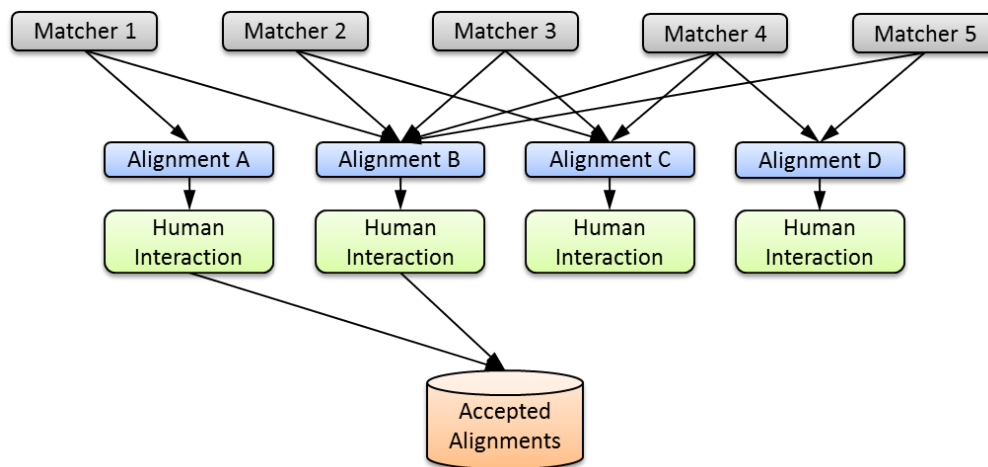 Matcher 1
Matcher 2
Matcher 3
Matcher 4
Matcher 5
Alignment A
Alignment B
Alignment C
Alignment D
Human
Interaction
Human
Interaction
Human
Interaction
Human
Interaction
Accepted
Alignments